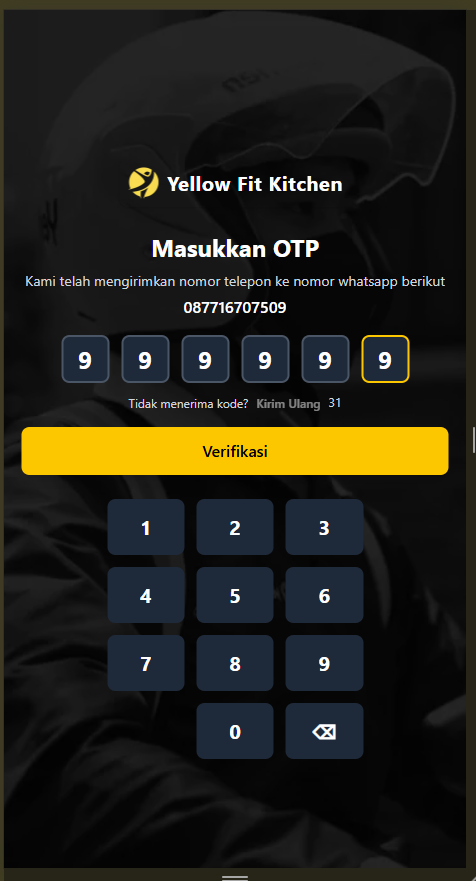 Yellow Fit Kitchen
Masukkan OTP
Kami telah mengirimkan nomor telepon ke nomor whatsapp berikut
087716707509
9 9 9 9 9 9
Tidak menerima kode? Kirim Ulang 31
Verifikasi
1 2 3
4 5 6
7 8 9
0 ⌫